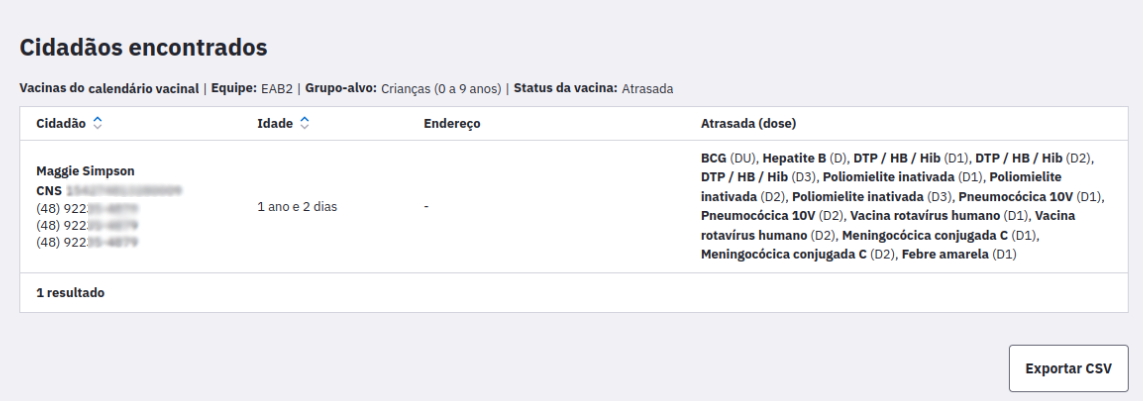 Cidadãos encontrados
Vacinas do calendário vacinal | Equipe: EAB2 | Grupo-alvo: Crianças (0 a 9 anos) | Status da vacina: Atrasada
Cidadão Idade Endereço Atrasada (dose)
Maggie Simpson
CNS
(48) 922
(48) 922
(48) 922
1 ano e 2 dias
-
BCG (DU), Hepatite B (D), DTP / HB / Hib (D1), DTP / HB / Hib (D2),
DTP / HB / Hib (D3), Poliomielite inativada (D1), Poliomielite
inativada (D2), Poliomielite inativada (D3), Pneumocócica 10V (D1),
Pneumocócica 10V (D2), Vacina rotavírus humano (D1), Vacina
rotavírus humano (D2), Meningocócica conjugada C (D1),
Meningocócica conjugada C (D2), Febre amarela (D1)
1 resultado
Exportar CSV